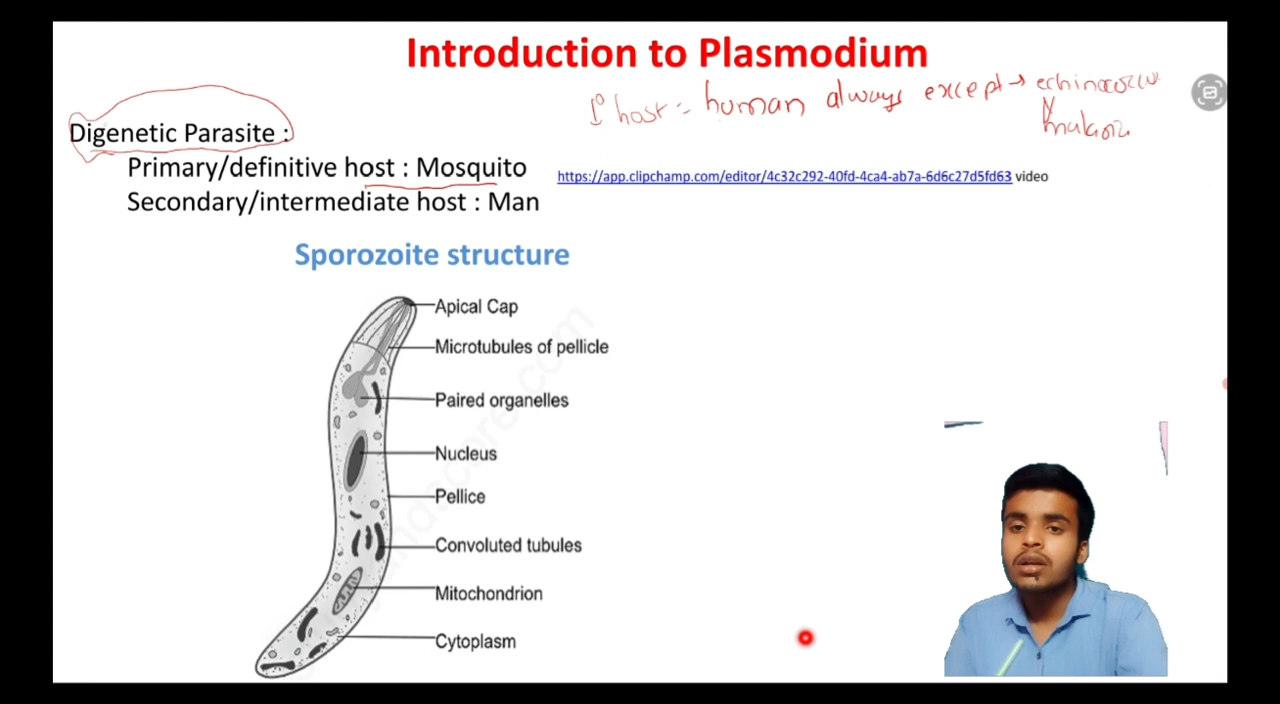 Introduction to Plasmodium
1° host = human always except → echinococcus
malaria
Digenetic Parasite :
Primary/definitive host : Mosquito
https://app.clipchamp.com/editor/4c32c292-40fd-4ca4-ab7a-6d6c27d5fd63 video
Secondary/intermediate host : Man
Sporozoite structure
Apical Cap
Microtubules of pellicle
Paired organelles
Nucleus
Pellice
Convoluted tubules
Mitochondrion
Cytoplasm